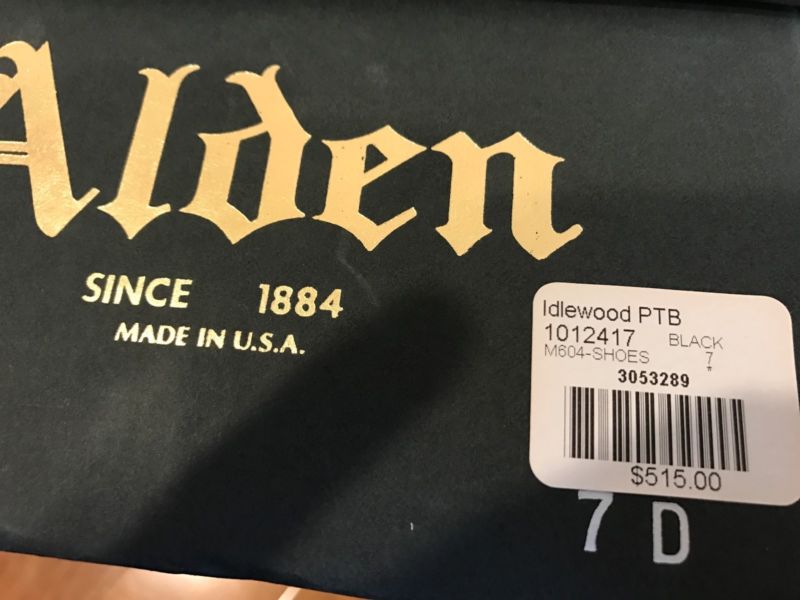 Alden
SINCE 1884
MADE IN U.S.A.
Idlewood PTB
1012417 BLACK
M604-SHOES 7
*
3053289
$515.00
7 D